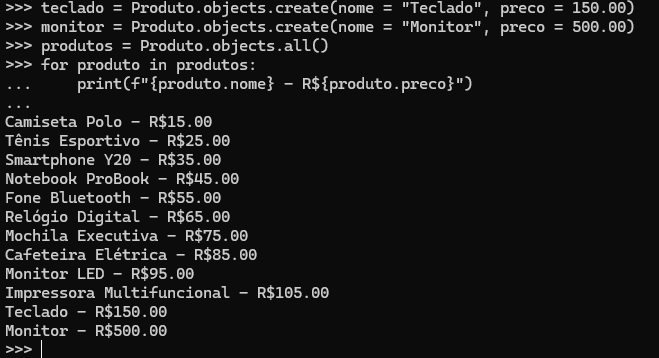 >>> teclado = Produto.objects.create(nome = "Teclado", preco = 150.00)
>>> monitor = Produto.objects.create(nome = "Monitor", preco = 500.00)
>>> produtos = Produto.objects.all()
>>> for produto in produtos:
...     print(f"{produto.nome} - R${produto.preco}")
...
Camiseta Polo - R$15.00
Tênis Esportivo - R$25.00
Smartphone Y20 - R$35.00
Notebook ProBook - R$45.00
Fone Bluetooth - R$55.00
Relógio Digital - R$65.00
Mochila Executiva - R$75.00
Cafeteira Elétrica - R$85.00
Monitor LED - R$95.00
Impressora Multifuncional - R$105.00
Teclado - R$150.00
Monitor - R$500.00
>>>